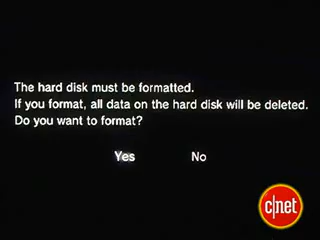 The hard disk must be formatted.
If you format, all data on the hard disk will be deleted.
Do you want to format?
Yes No
c|net